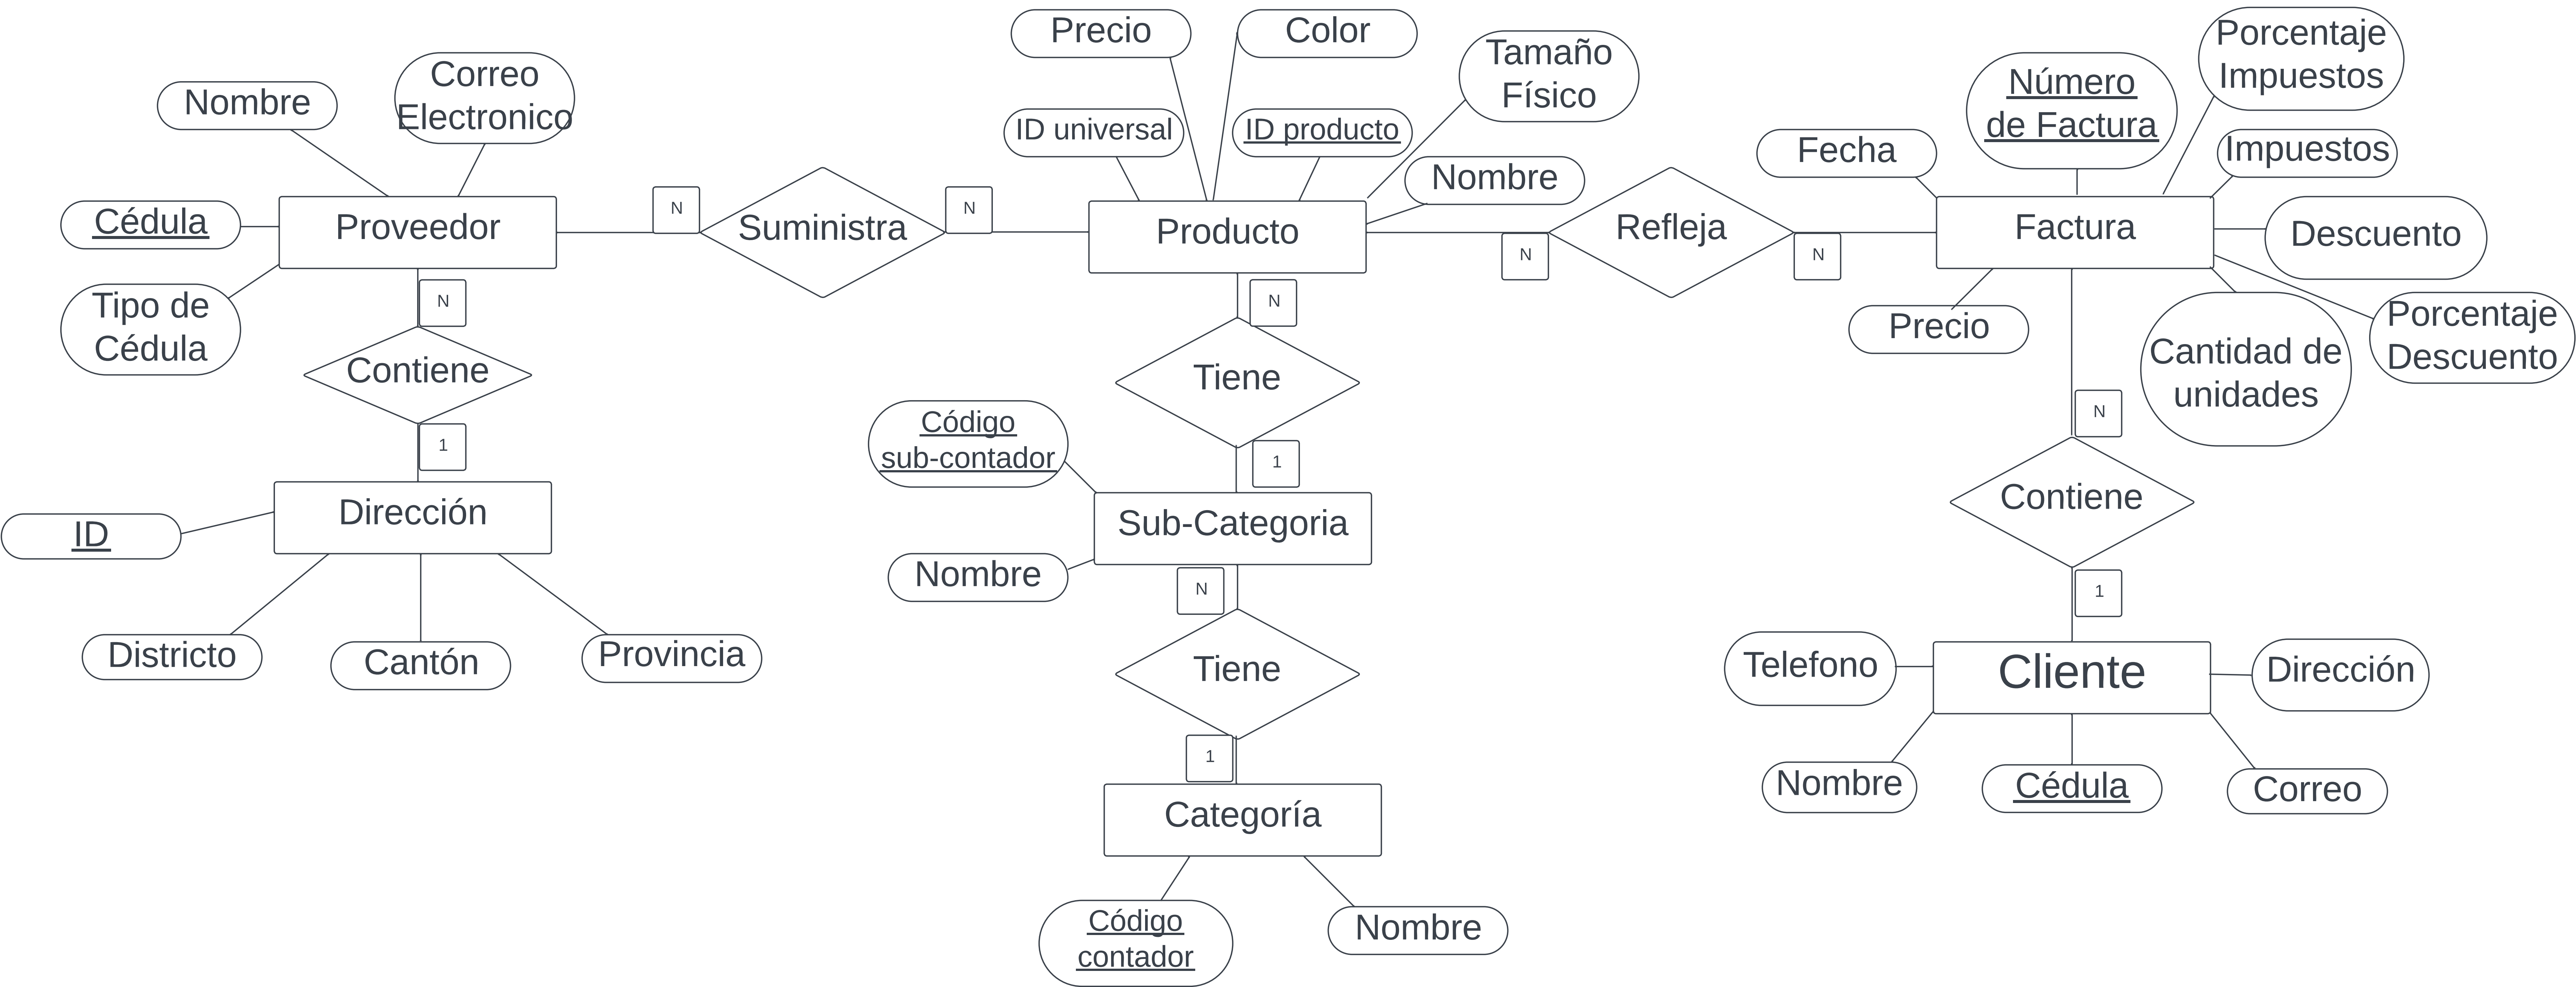 Precio
Color
Tamaño
Físico
Porcentaje
Impuestos
Nombre
Correo
Electronico
Número
de Factura
ID universal
ID producto
Fecha
Impuestos
Nombre
Cédula
Proveedor
N
Suministra
N
Producto
N
Refleja
N
Factura
Descuento
Tipo de
Cédula
N
N
Precio
Porcentaje
Descuento
Contiene
Tiene
Cantidad de
unidades
1
Código
sub-contador
1
N
ID
Dirección
Sub-Categoria
Contiene
Nombre
N
1
Districto
Cantón
Provincia
Tiene
Telefono
Cliente
Dirección
1
Nombre
Cédula
Correo
Categoría
Código
contador
Nombre